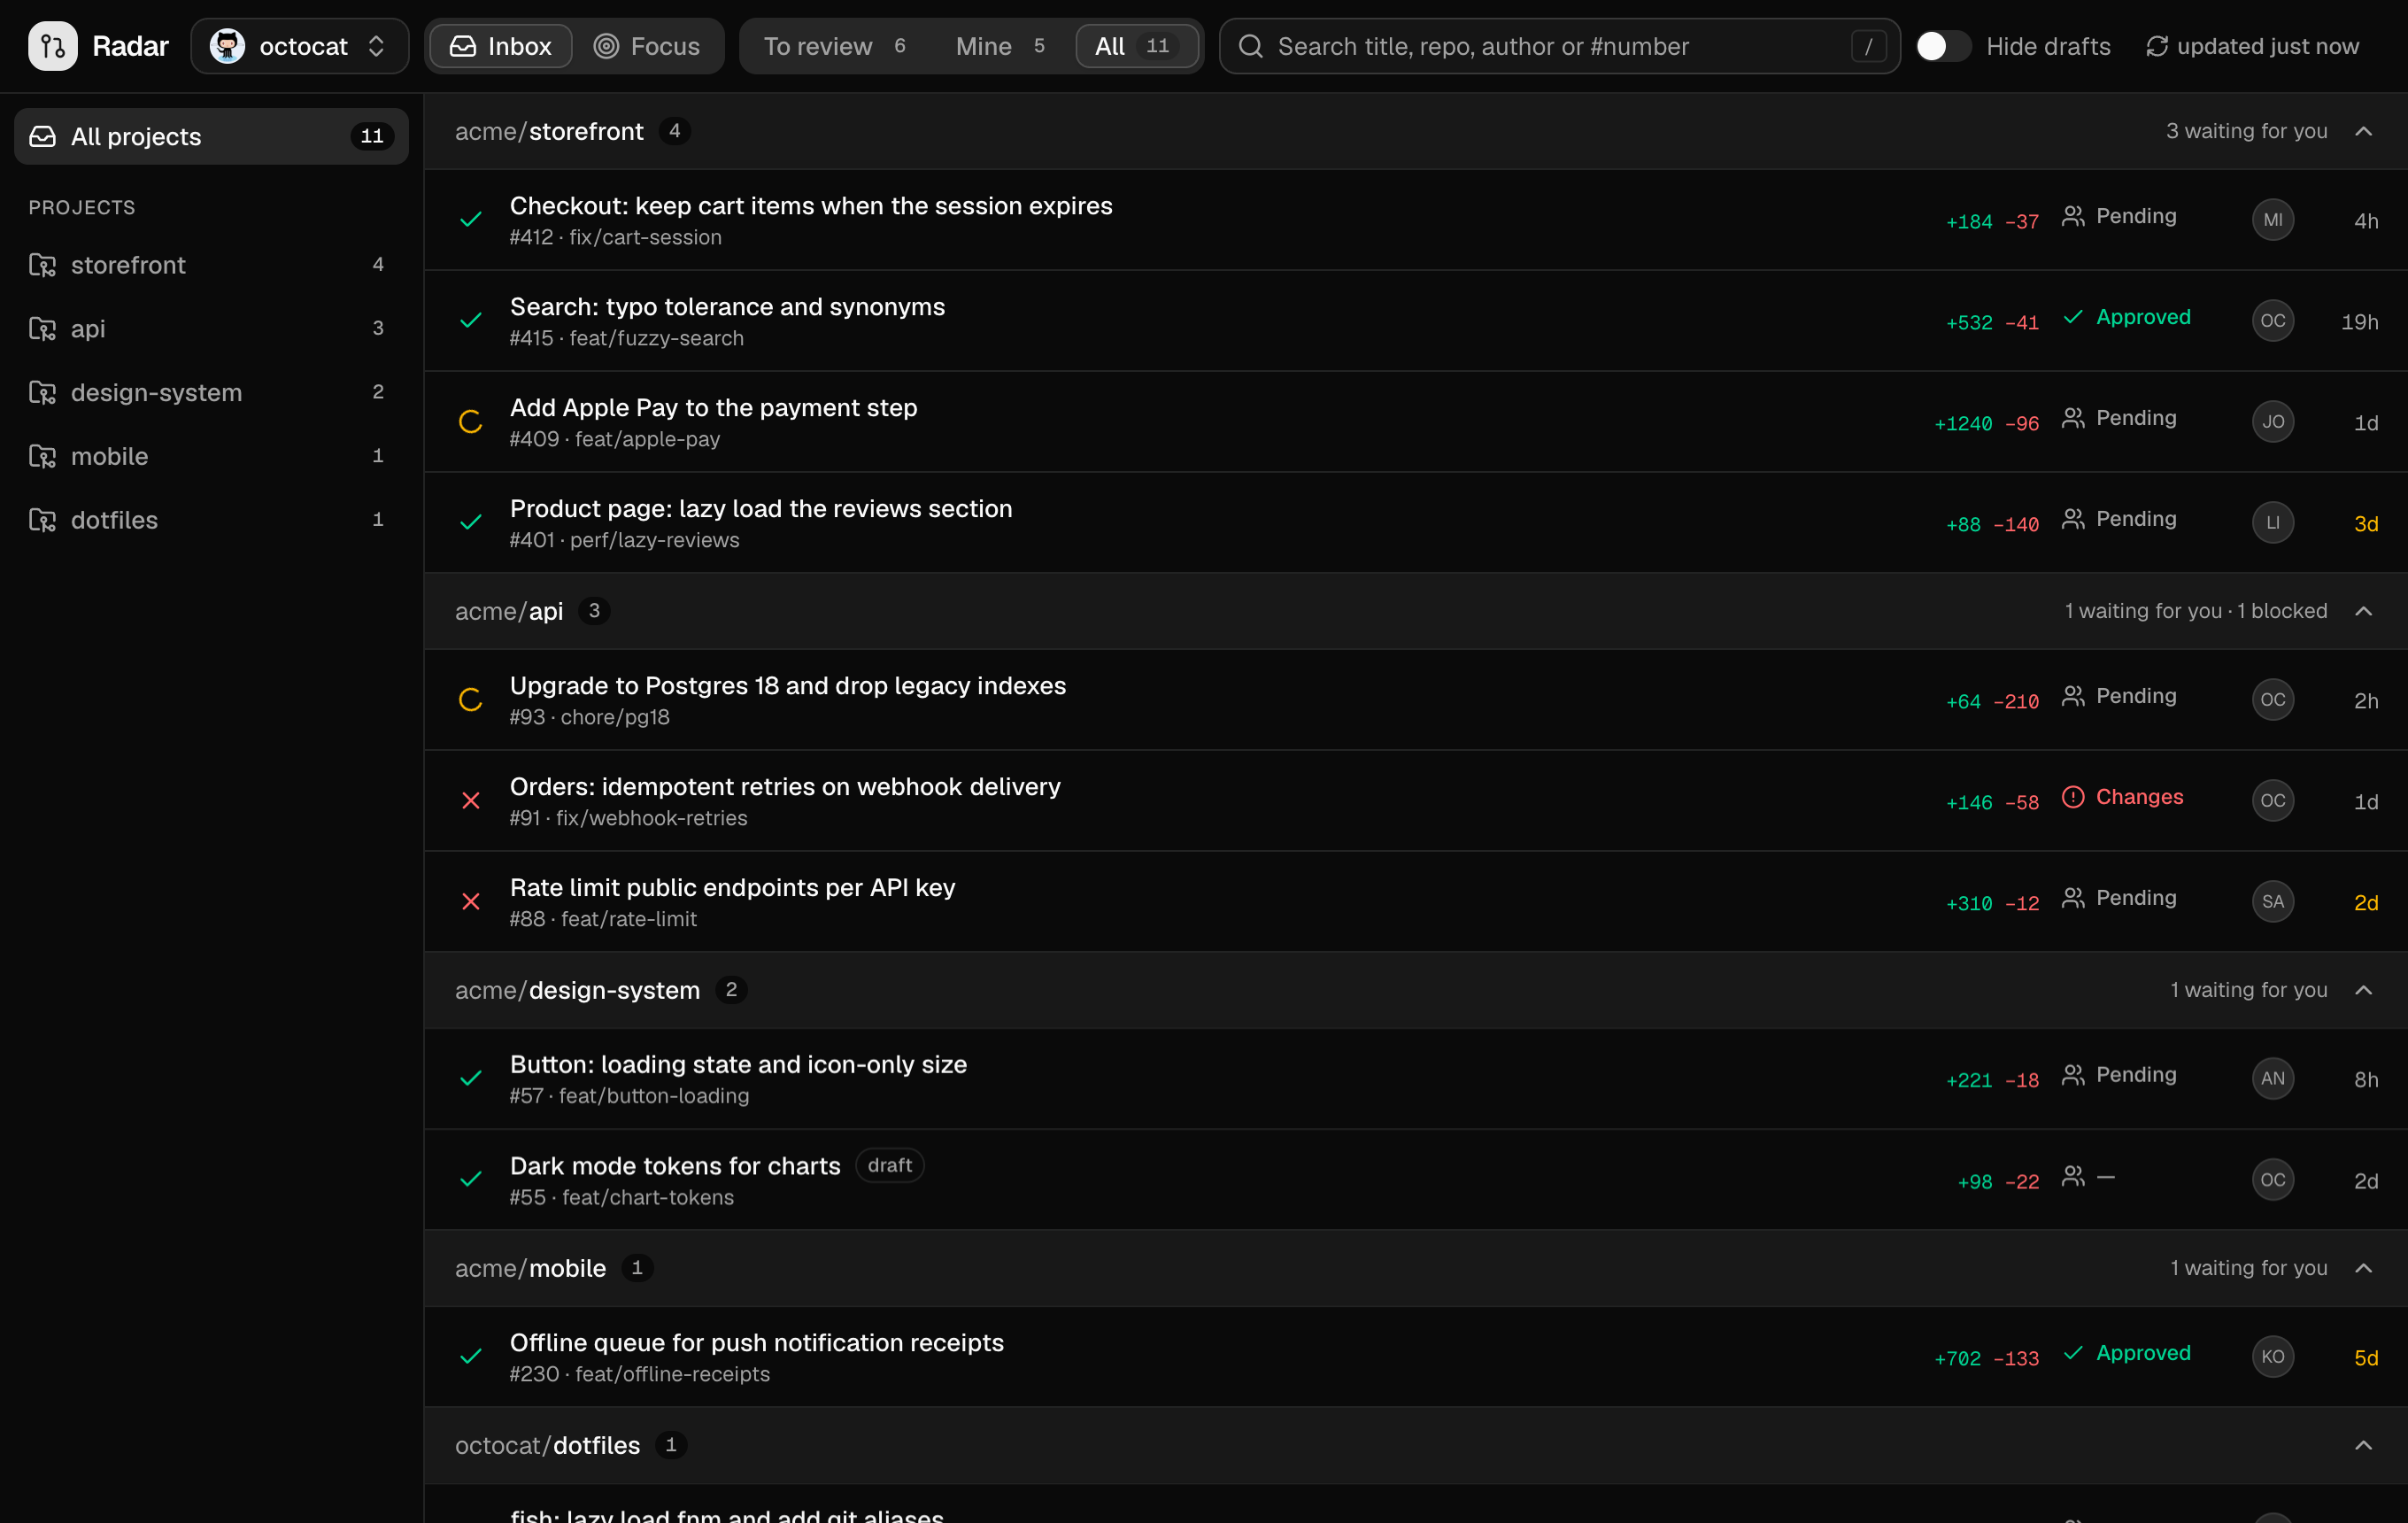 Radar octocat Inbox Focus To review 6 Mine 5 All 11 Search title, repo, author or #number / Hide drafts updated just now
All projects 11
PROJECTS
storefront 4
api 3
design-system 2
mobile 1
dotfiles 1
acme/storefront 4 3 waiting for you
Checkout: keep cart items when the session expires
#412 · fix/cart-session
+184 −37 Pending MI 4h
Search: typo tolerance and synonyms
#415 · feat/fuzzy-search
+532 −41 Approved OC 19h
Add Apple Pay to the payment step
#409 · feat/apple-pay
+1240 −96 Pending JO 1d
Product page: lazy load the reviews section
#401 · perf/lazy-reviews
+88 −140 Pending LI 3d
acme/api 3 1 waiting for you · 1 blocked
Upgrade to Postgres 18 and drop legacy indexes
#93 · chore/pg18
+64 −210 Pending OC 2h
Orders: idempotent retries on webhook delivery
#91 · fix/webhook-retries
+146 −58 Changes OC 1d
Rate limit public endpoints per API key
#88 · feat/rate-limit
+310 −12 Pending SA 2d
acme/design-system 2 1 waiting for you
Button: loading state and icon-only size
#57 · feat/button-loading
+221 −18 Pending AN 8h
Dark mode tokens for charts draft
#55 · feat/chart-tokens
+98 −22 — OC 2d
acme/mobile 1 1 waiting for you
Offline queue for push notification receipts
#230 · feat/offline-receipts
+702 −133 Approved KO 5d
octocat/dotfiles 1
fish: lazy load fnm and add git aliases